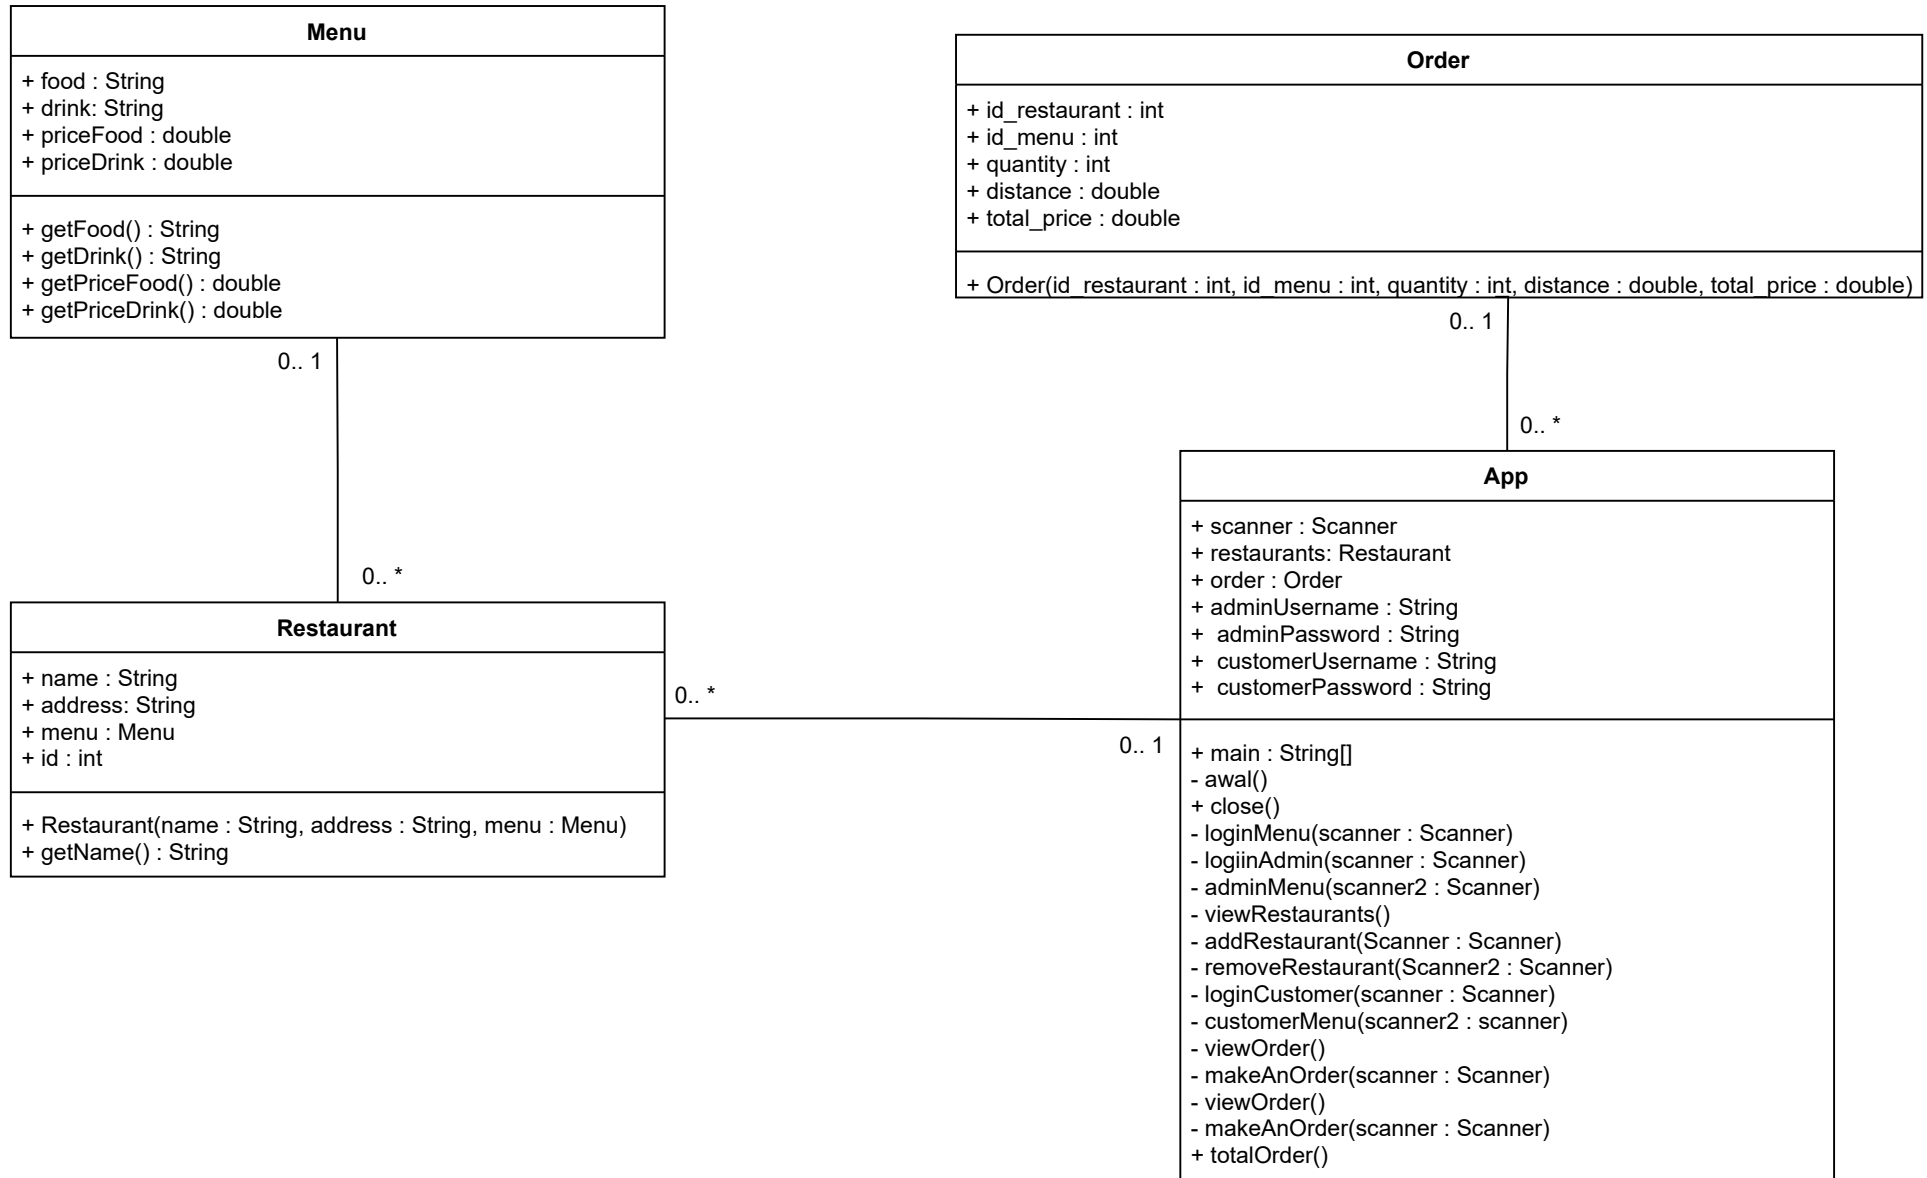 Menu
+ food : String
+ drink: String
+ priceFood : double
+ priceDrink : double
+ getFood() : String
+ getDrink() : String
+ getPriceFood() : double
+ getPriceDrink() : double
0.. 1
0.. *
Restaurant
+ name : String
+ address: String
+ menu : Menu
+ id : int
+ Restaurant(name : String, address : String, menu : Menu)
+ getName() : String
0.. *
0.. 1
Order
+ id_restaurant : int
+ id_menu : int
+ quantity : int
+ distance : double
+ total_price : double
+ Order(id_restaurant : int, id_menu : int, quantity : int, distance : double, total_price : double)
0.. 1
0.. *
App
+ scanner : Scanner
+ restaurants: Restaurant
+ order : Order
+ adminUsername : String
+ adminPassword : String
+ customerUsername : String
+ customerPassword : String
+ main : String[]
- awal()
+ close()
- loginMenu(scanner : Scanner)
- logiinAdmin(scanner : Scanner)
- adminMenu(scanner2 : Scanner)
- viewRestaurants()
- addRestaurant(Scanner : Scanner)
- removeRestaurant(Scanner2 : Scanner)
- loginCustomer(scanner : Scanner)
- customerMenu(scanner2 : scanner)
- viewOrder()
- makeAnOrder(scanner : Scanner)
- viewOrder()
- makeAnOrder(scanner : Scanner)
+ totalOrder()